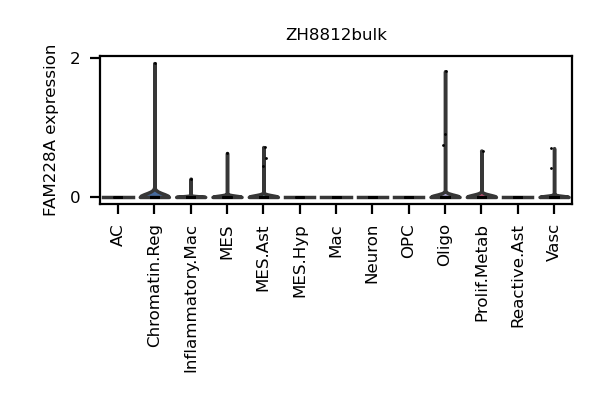 ZH8812bulk
FAM228A expression
2
0
AC
Chromatin.Reg
Inflammatory.Mac
MES
MES.Ast
MES.Hyp
Mac
Neuron
OPC
Oligo
Prolif.Metab
Reactive.Ast
Vasc